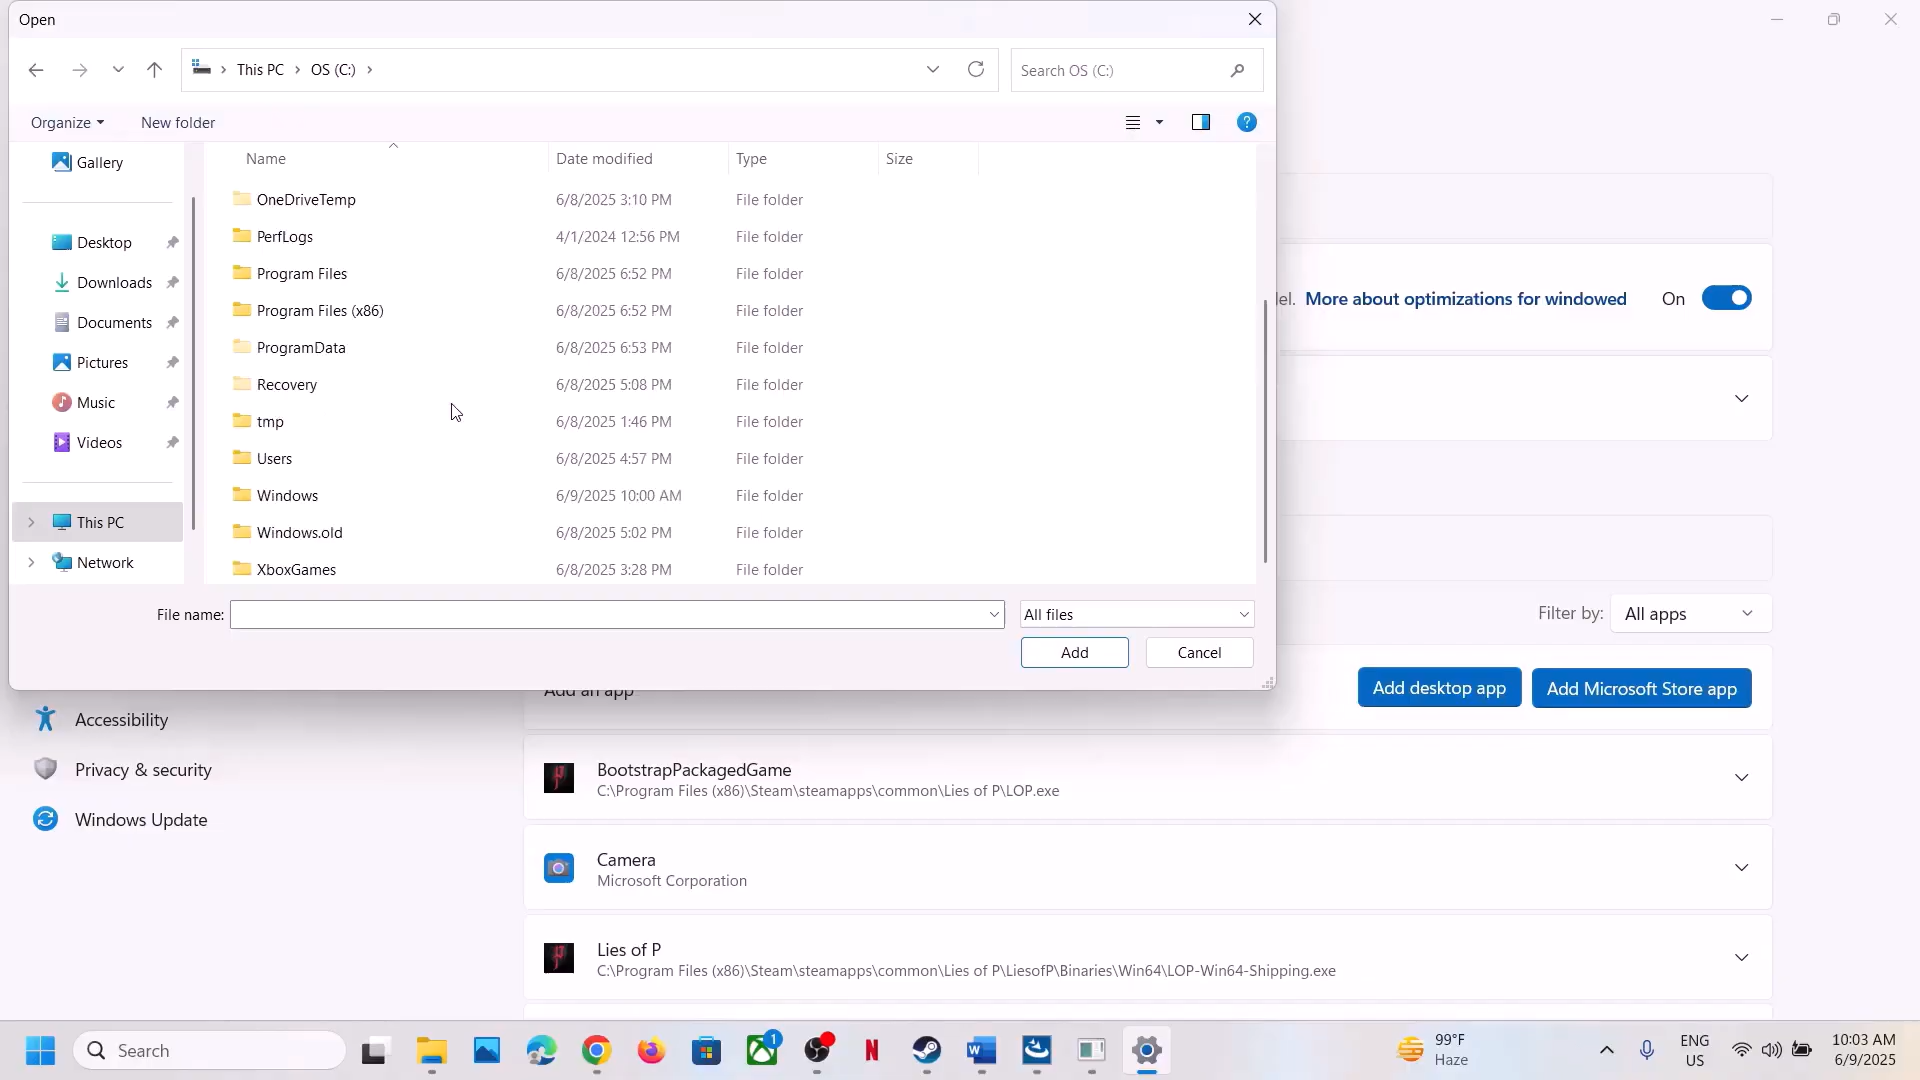 Open
This PC > OS (C:) >
Search OS (C:)
Organize
New folder
Gallery
Desktop
Downloads
Documents
Pictures
Music
Videos
This PC
Network
Name Date modified Type Size
OneDriveTemp 6/8/2025 3:10 PM File folder
PerfLogs 4/1/2024 12:56 PM File folder
Program Files 6/8/2025 6:52 PM File folder
Program Files (x86) 6/8/2025 6:52 PM File folder
ProgramData 6/8/2025 6:53 PM File folder
Recovery 6/8/2025 5:08 PM File folder
tmp 6/8/2025 1:46 PM File folder
Users 6/8/2025 4:57 PM File folder
Windows 6/9/2025 10:00 AM File folder
Windows.old 6/8/2025 5:02 PM File folder
XboxGames 6/8/2025 3:28 PM File folder
File name:
All files
Add
Cancel
More about optimizations for windowed
On
Filter by: All apps
Add an app
Add desktop app
Add Microsoft Store app
Accessibility
Privacy & security
Windows Update
BootstrapPackagedGame
C:\Program Files (x86)\Steam\steamapps\common\Lies of P\LOP.exe
Camera
Microsoft Corporation
Lies of P
C:\Program Files (x86)\Steam\steamapps\common\Lies of P\LiesofP\Binaries\Win64\LOP-Win64-Shipping.exe
Search
1
99°F
Haze
ENG
US
10:03 AM
6/9/2025